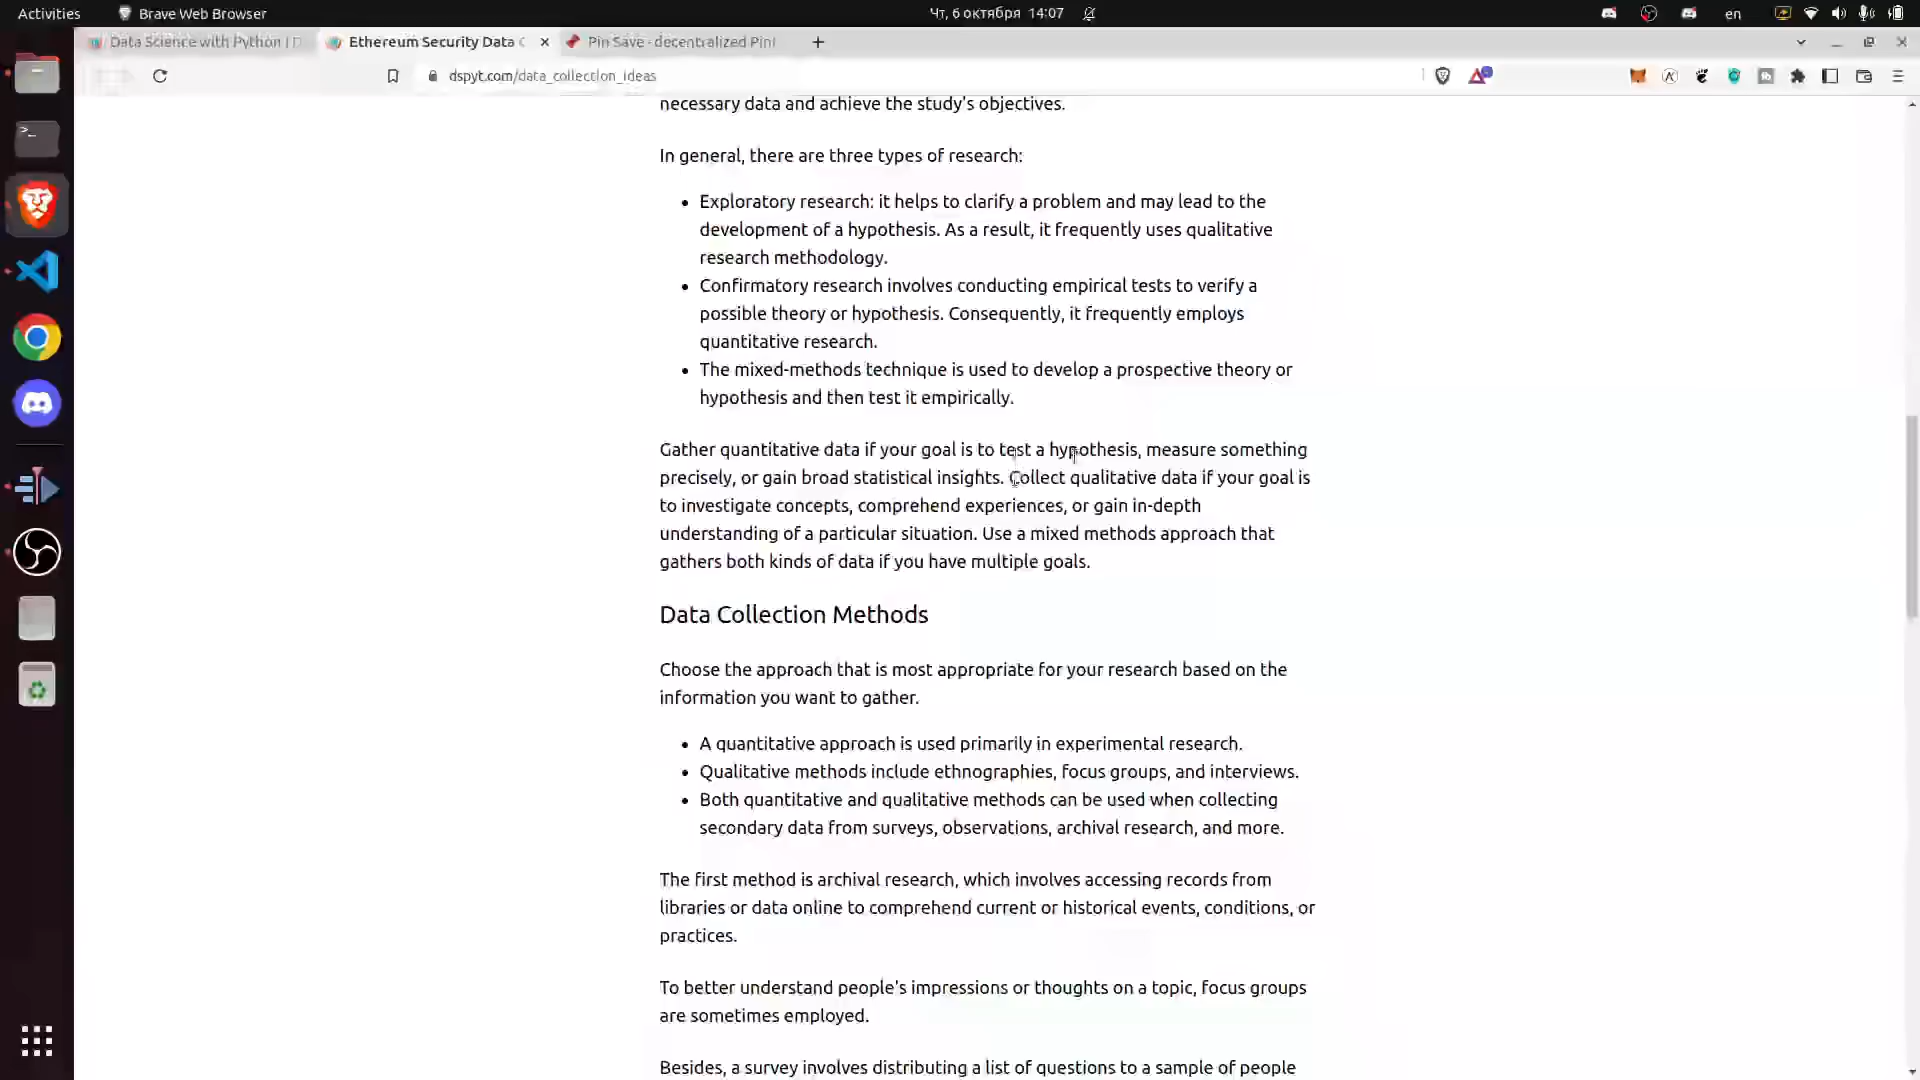 Activities
Brave Web Browser
Чт, 6 октября 14:07
en
Data Science with Python | D
Ethereum Security Data C
Pin Save - decentralized Pint
dspyt.com/data_collection_ideas
necessary data and achieve the study's objectives.
In general, there are three types of research:
Exploratory research: it helps to clarify a problem and may lead to the
development of a hypothesis. As a result, it frequently uses qualitative
research methodology.
Confirmatory research involves conducting empirical tests to verify a
possible theory or hypothesis. Consequently, it frequently employs
quantitative research.
The mixed-methods technique is used to develop a prospective theory or
hypothesis and then test it empirically.
Gather quantitative data if your goal is to test a hypothesis, measure something
precisely, or gain broad statistical insights. Collect qualitative data if your goal is
to investigate concepts, comprehend experiences, or gain in-depth
understanding of a particular situation. Use a mixed methods approach that
gathers both kinds of data if you have multiple goals.
Data Collection Methods
Choose the approach that is most appropriate for your research based on the
information you want to gather.
A quantitative approach is used primarily in experimental research.
Qualitative methods include ethnographies, focus groups, and interviews.
Both quantitative and qualitative methods can be used when collecting
secondary data from surveys, observations, archival research, and more.
The first method is archival research, which involves accessing records from
libraries or data online to comprehend current or historical events, conditions, or
practices.
To better understand people's impressions or thoughts on a topic, focus groups
are sometimes employed.
Besides, a survey involves distributing a list of questions to a sample of people